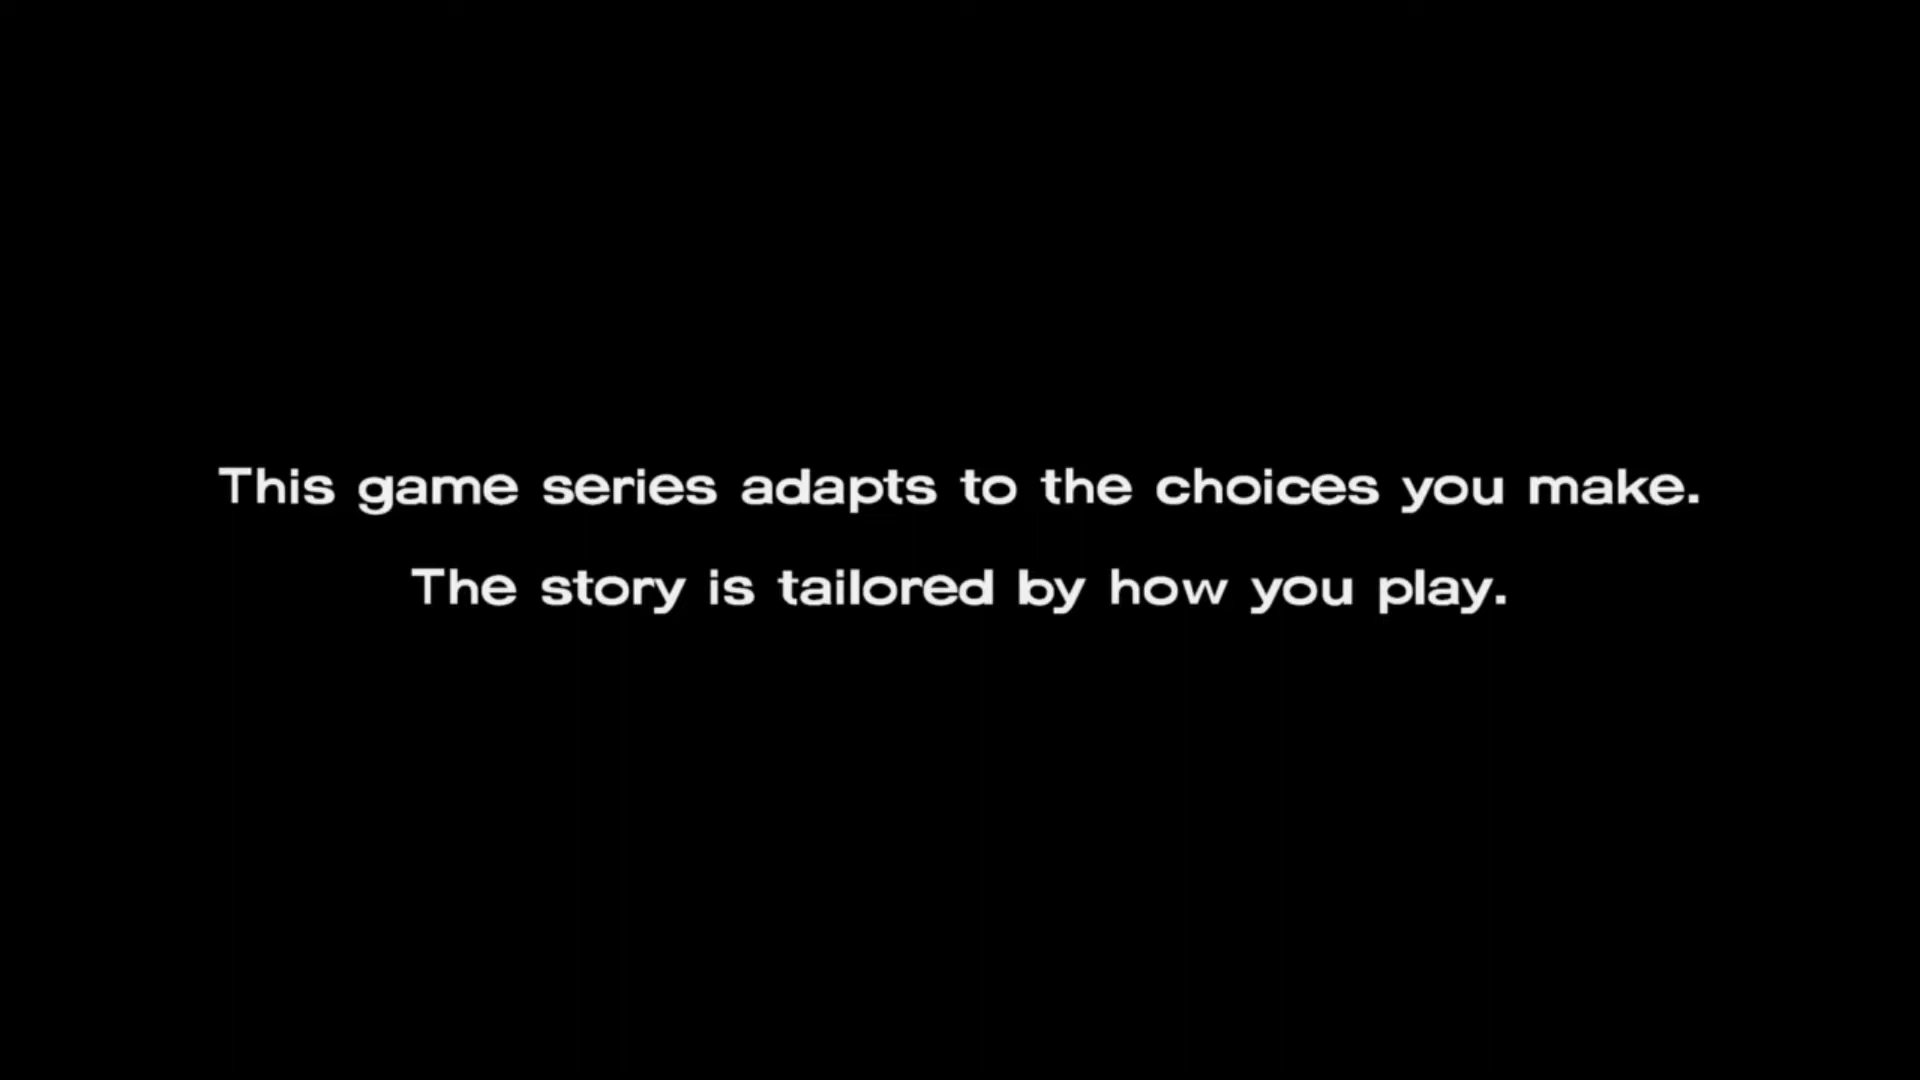 This game series adapts to the choices you make.
The story is tailored by how you play.